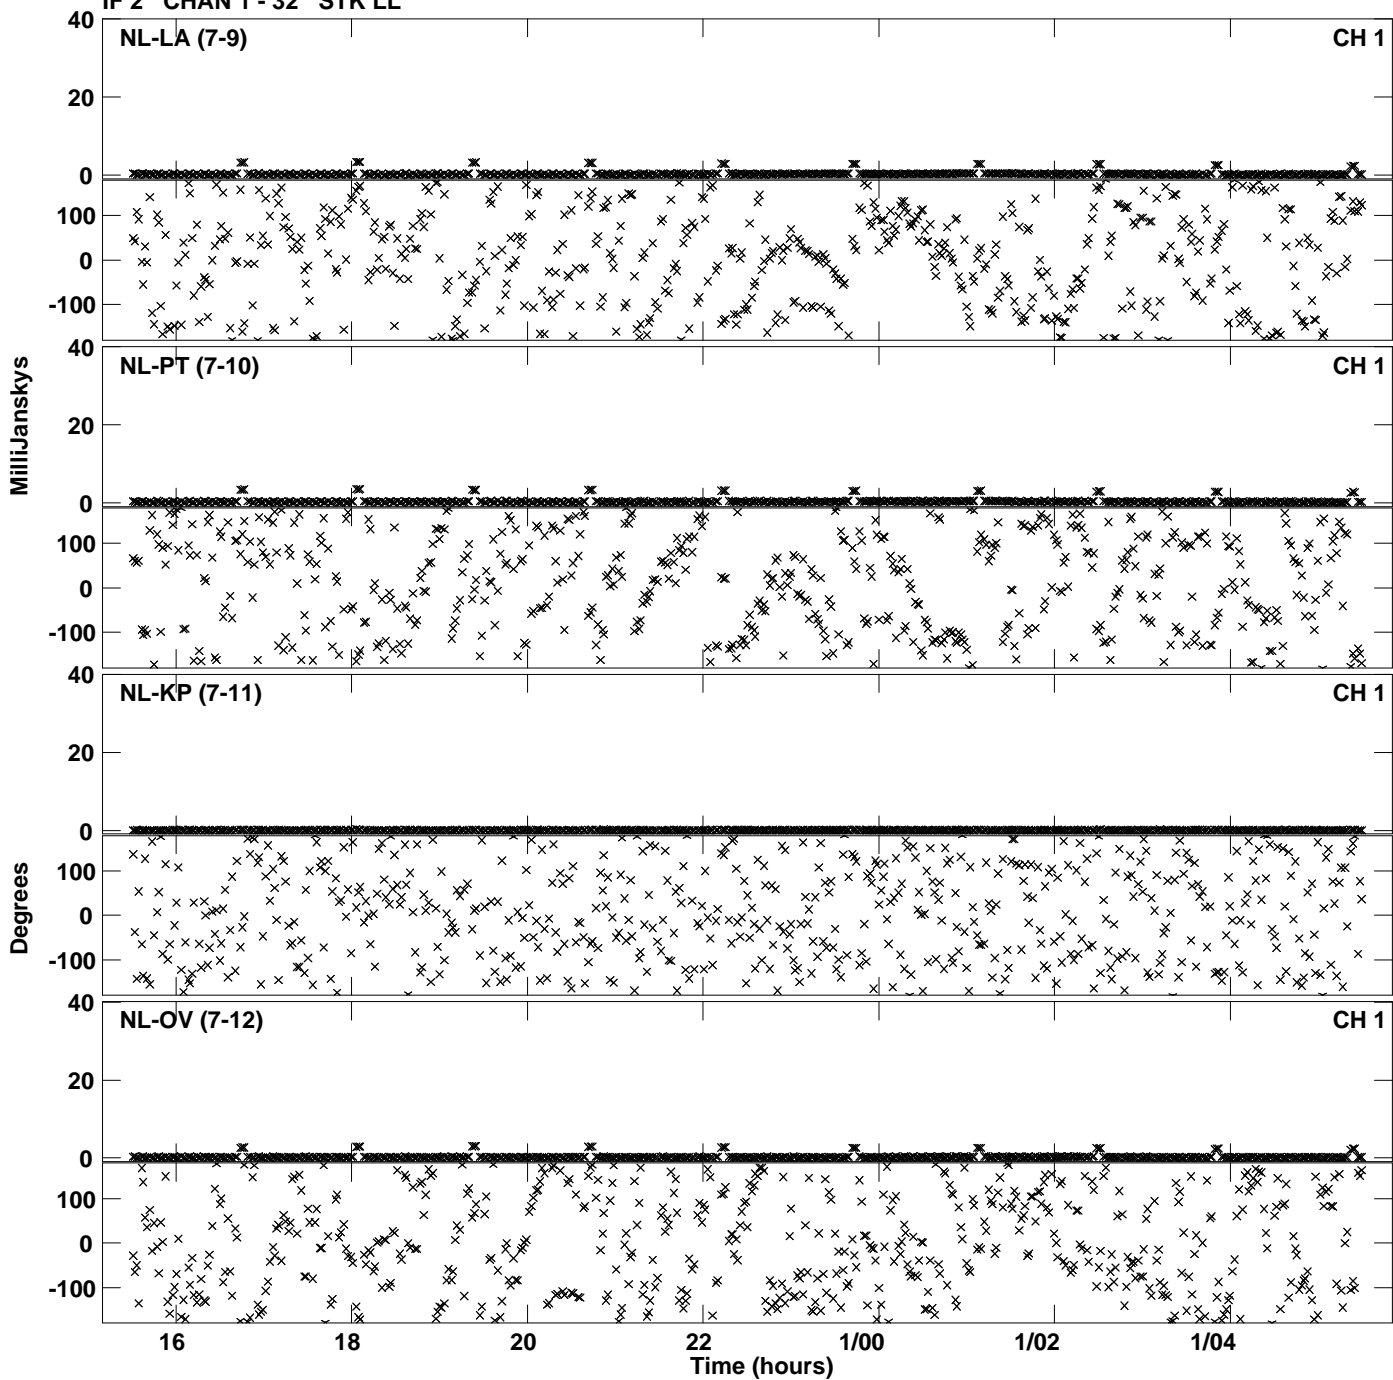 IF 2 CHAN 1 - 32 STK LL
40
NL-LA (7-9) CH 1
20
0
100
0
-100
40
NL-PT (7-10) CH 1
20
0
100
0
-100
MilliJanskys
40
NL-KP (7-11) CH 1
20
0
100
0
-100
Degrees
40
NL-OV (7-12) CH 1
20
0
100
0
-100
16 18 20 22 1/00 1/02 1/04
Time (hours)